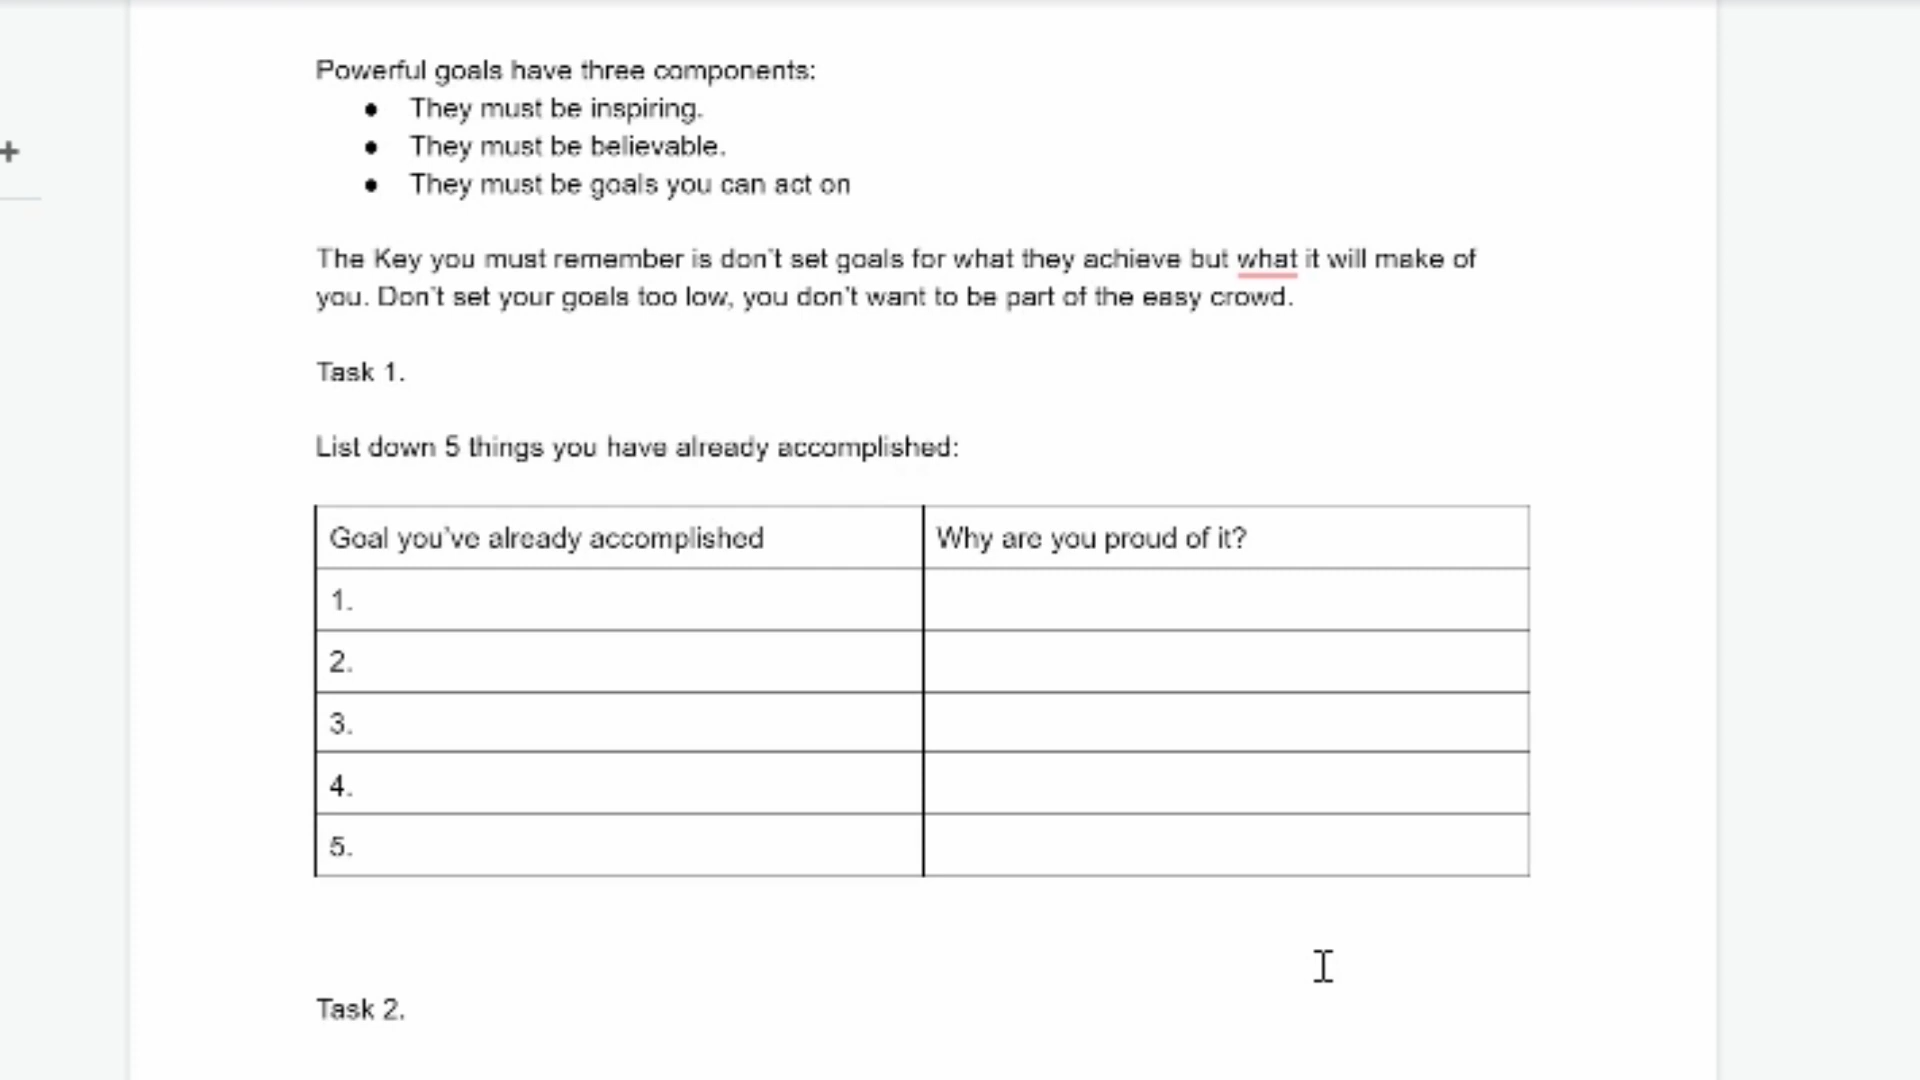 Powerful goals have three components:
● They must be inspiring.
● They must be believable.
● They must be goals you can act on
The Key you must remember is don't set goals for what they achieve but what it will make of
you. Don't set your goals too low, you don't want to be part of the easy crowd.
Task 1.
List down 5 things you have already accomplished:
Goal you've already accomplished Why are you proud of it?
1.
2.
3.
4.
5.
Task 2.